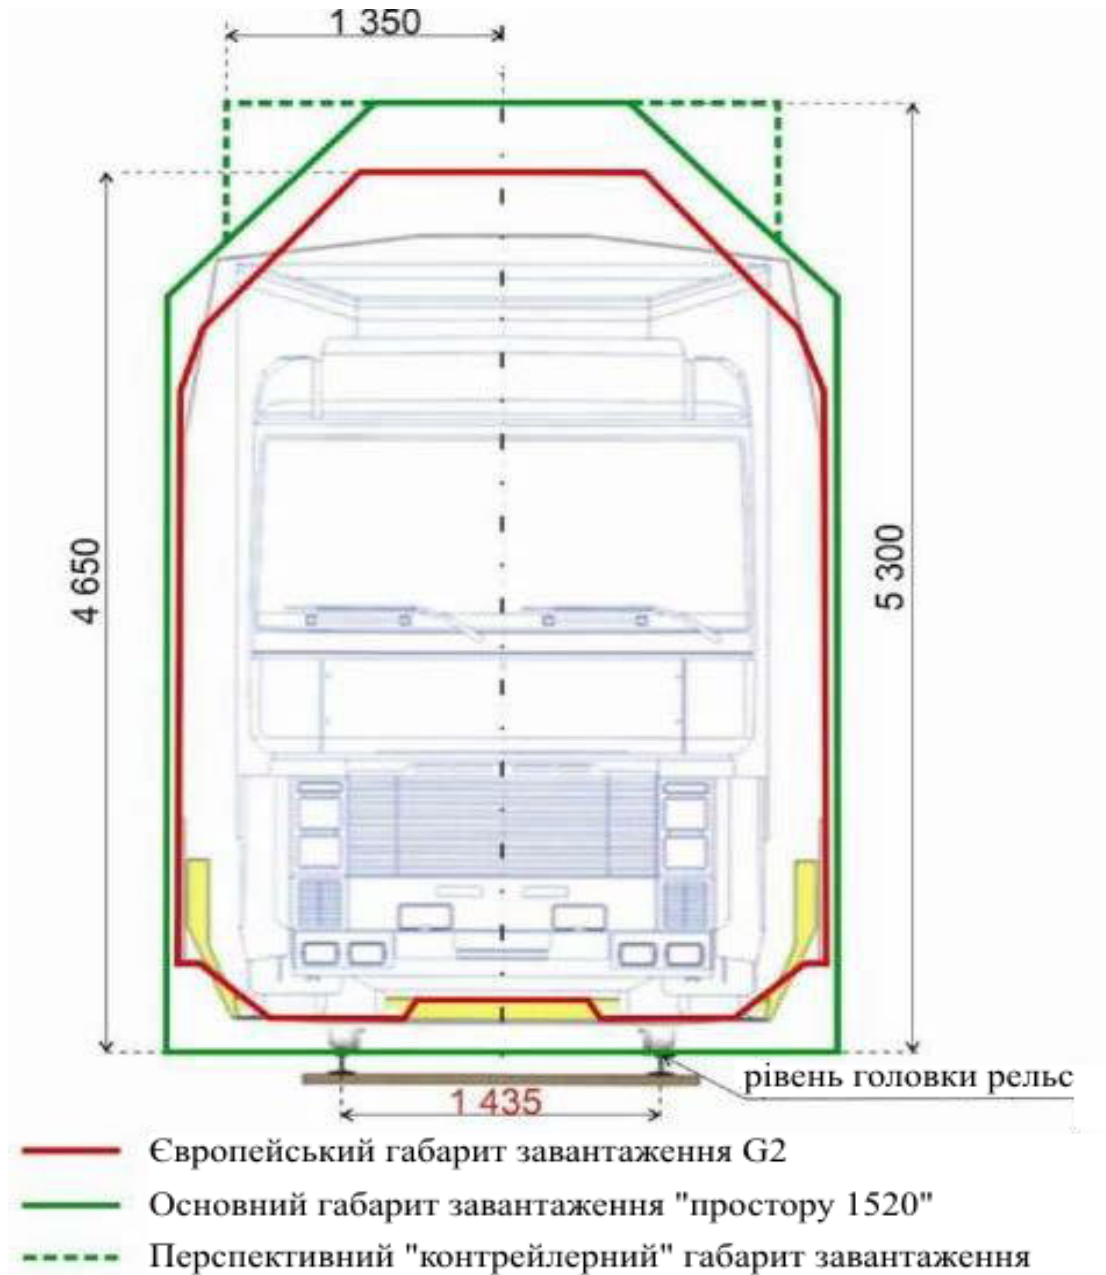 1 350
4 650
5 300
рівень головки рельс
1 435
Європейський габарит завантаження G2
Основний габарит завантаження "простору 1520"
Перспективний "контрейлерний" габарит завантаження